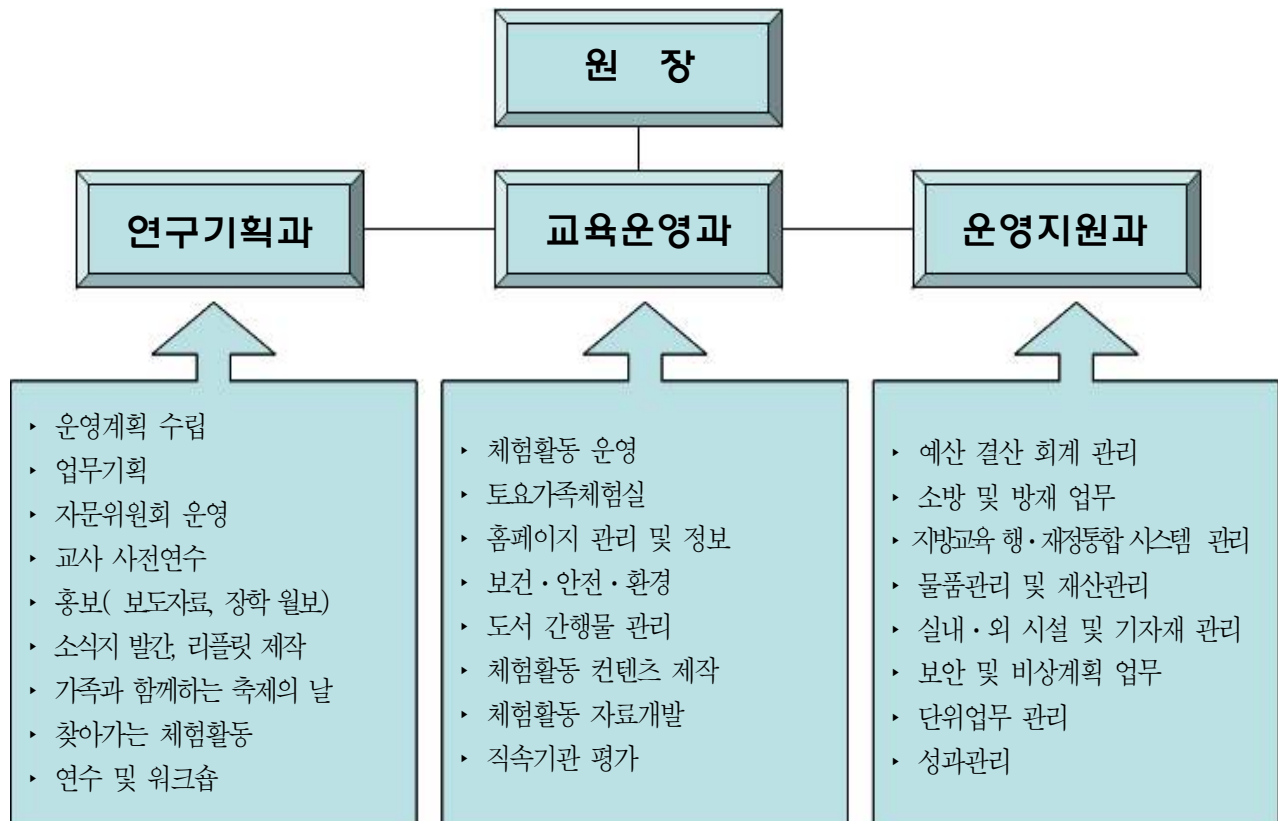 원 장
연구기획과
교육운영과
운영지원과
‣ 운영계획 수립
‣ 업무기획
‣ 자문위원회 운영
‣ 교사 사전연수
‣ 홍보( 보도자료, 장학 월보)
‣ 소식지 발간, 리플릿 제작
‣ 가족과 함께하는 축제의 날
‣ 찾아가는 체험활동
‣ 연수 및 워크숍
‣ 체험활동 운영
‣ 토요가족체험실
‣ 홈페이지 관리 및 정보
‣ 보건·안전·환경
‣ 도서 간행물 관리
‣ 체험활동 컨텐츠 제작
‣ 체험활동 자료개발
‣ 직속기관 평가
‣ 예산 결산 회계 관리
‣ 소방 및 방재 업무
‣ 지방교육 행·재정통합 시스템 관리
‣ 물품관리 및 재산관리
‣ 실내·외 시설 및 기자재 관리
‣ 보안 및 비상계획 업무
‣ 단위업무 관리
‣ 성과관리